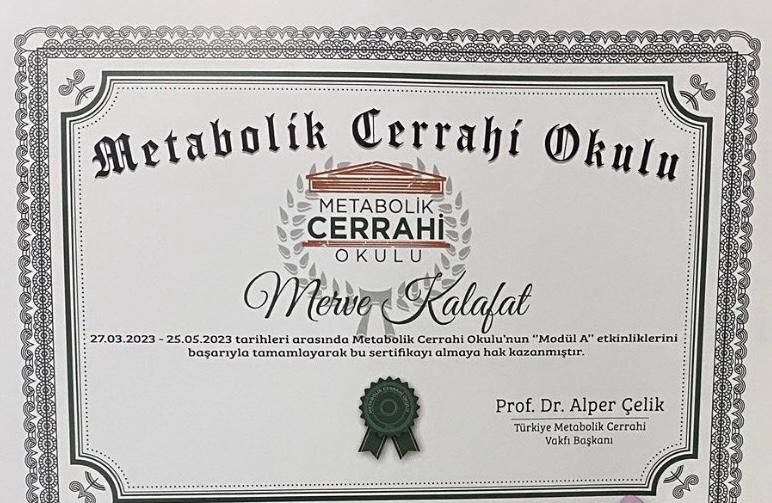 Metabolik Cerrahi Okulu
METABOLİK
CERRAHİ
OKULU
Merve Kalafat
27.03.2023 - 25.05.2023 tarihleri arasında Metabolik Cerrahi Okulu'nun "Modül A" etkinliklerini
başarıyla tamamlayarak bu sertifikayı almaya hak kazanmıştır.
Prof. Dr. Alper Çelik
Türkiye Metabolik Cerrahi
Vakfı Başkanı